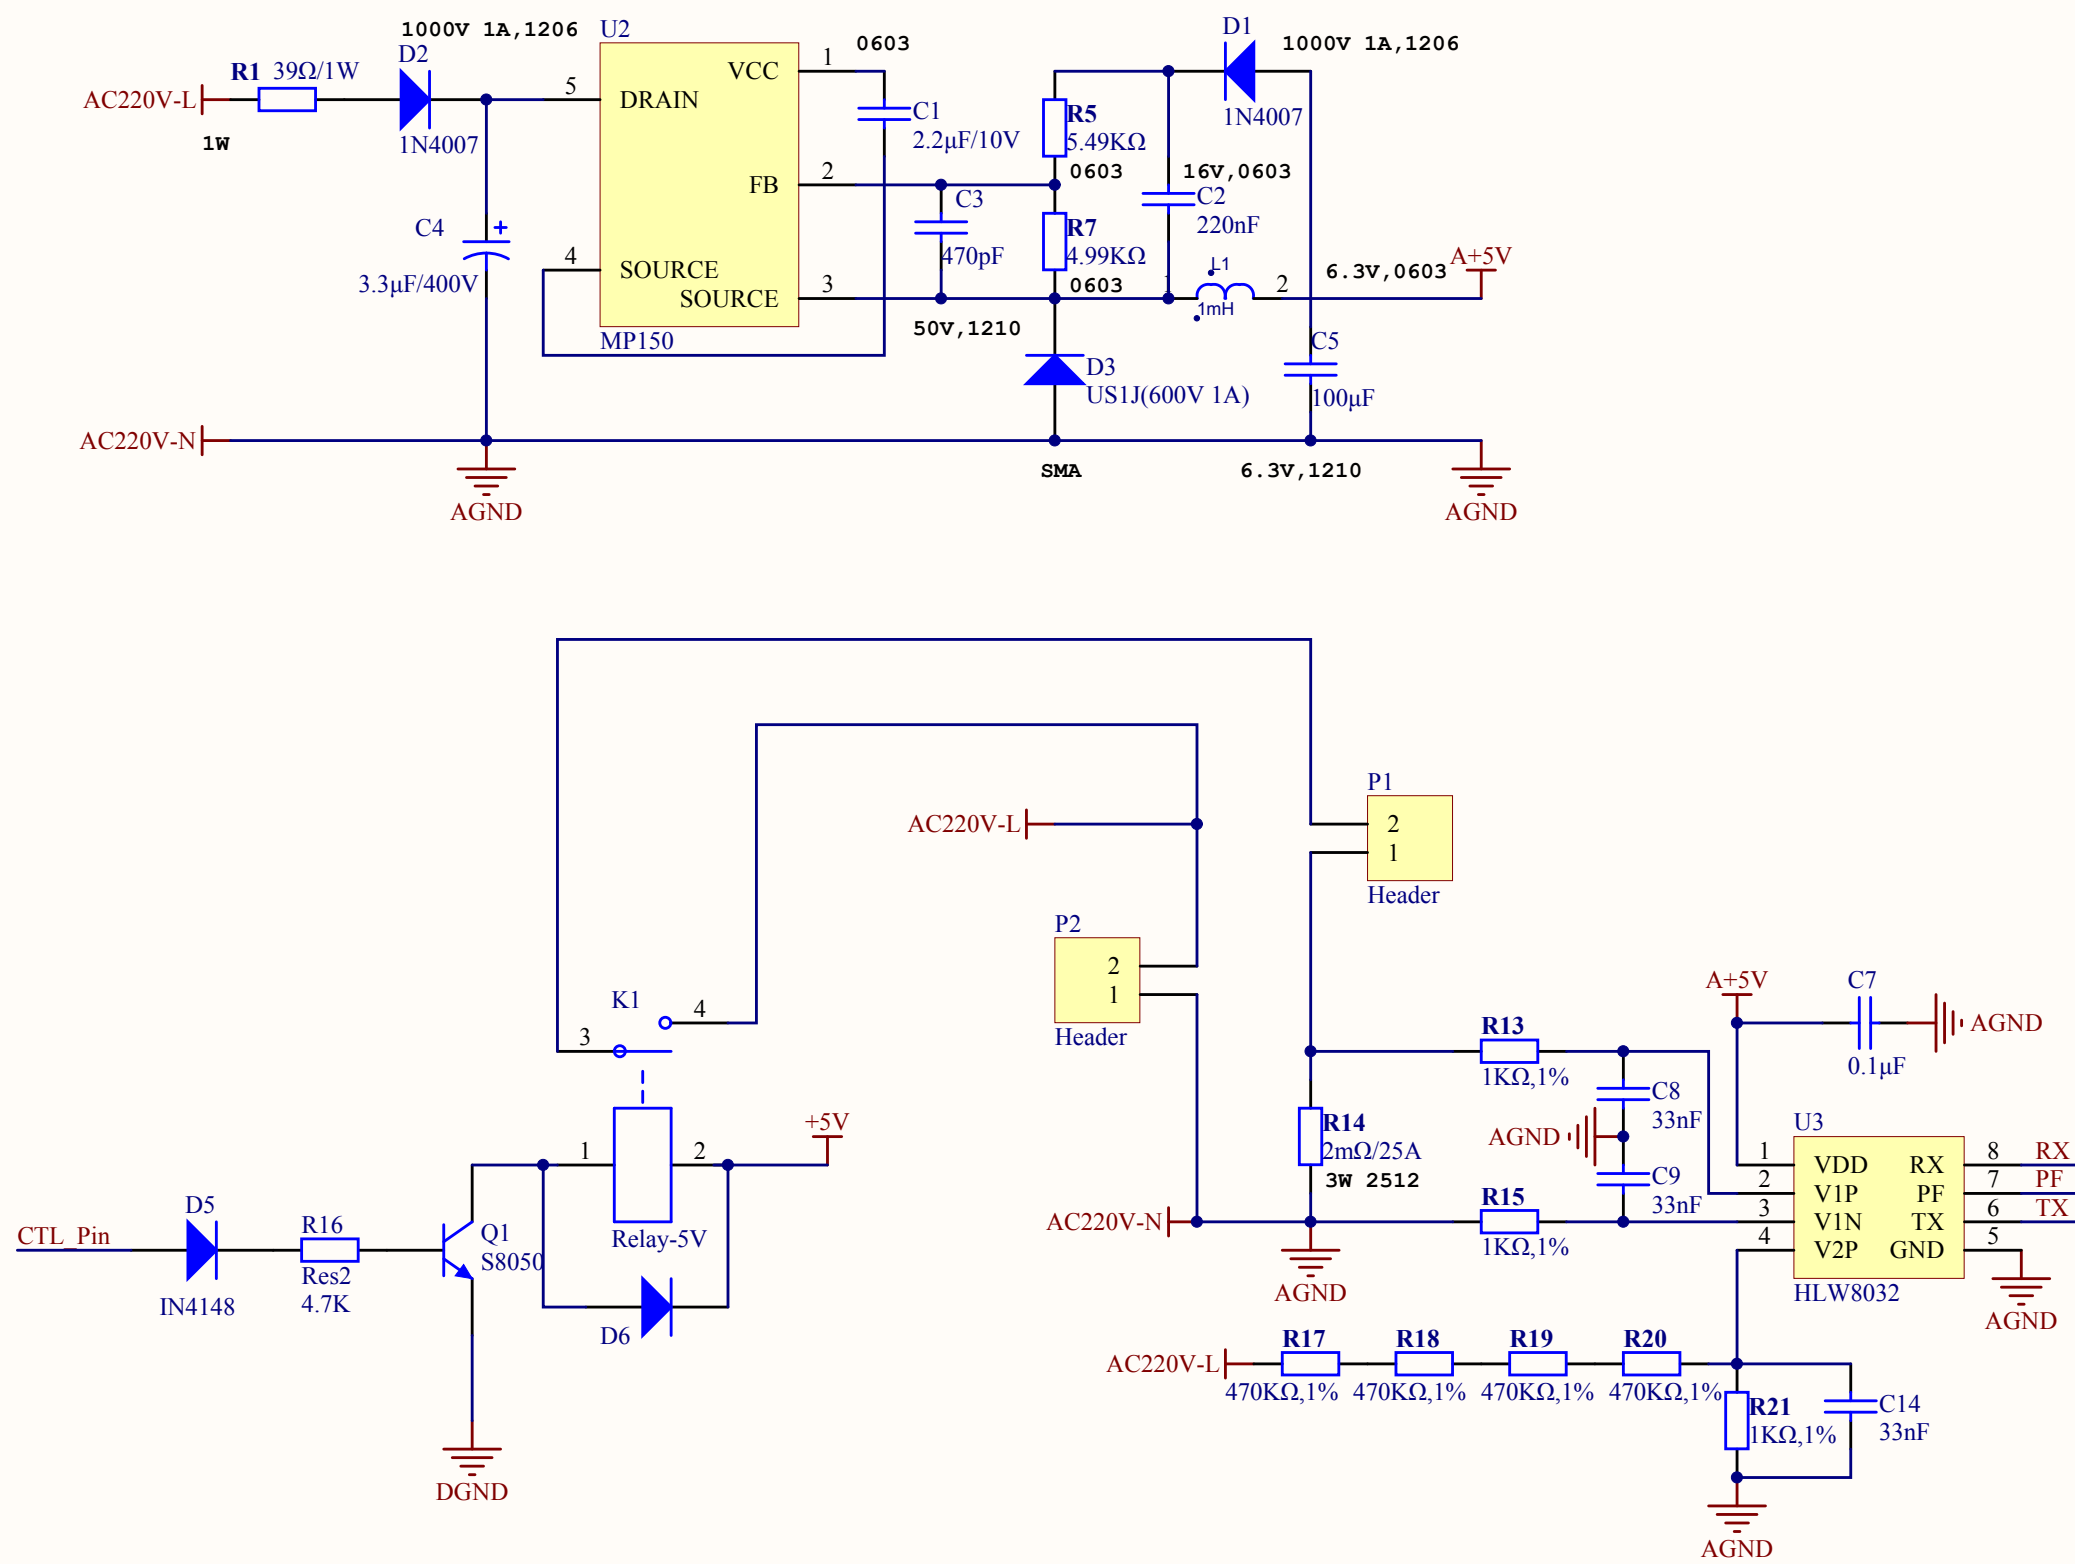 1000V 1A,1206
U2
D1
D2
1
0603
1000V 1A,1206
R1 39Ω/1W
VCC
AC220V-L
5
DRAIN
C1
R5
1N4007
1W
1N4007
2.2μF/10V
5.49KΩ
2
0603
16V,0603
FB
C3
C2
C4
+
R7
220nF
4
470pF
4.99KΩ
A+5V
SOURCE
L1
6.3V,0603
3.3μF/400V
3
0603
1
2
SOURCE
1mH
50V,1210
MP150
C5
D3
US1J(600V 1A)
100μF
AC220V-N
SMA
6.3V,1210
AGND
AGND
P1
AC220V-L
2
1
Header
P2
2
1
Header
A+5V
C7
K1
4
3
R13
AGND
1KΩ,1%
0.1μF
C8
33nF
+5V
R14
AGND
U3
1
2
2mΩ/25A
1
VDD
RX
8
RX
3W 2512
C9
2
V1P
PF
7
PF
D5
R15
33nF
3
V1N
TX
6
TX
CTL_Pin
R16
Q1
Relay-5V
AC220V-N
1KΩ,1%
4
V2P
GND
5
S8050
Res2
IN4148
4.7K
AGND
HLW8032
AGND
D6
R17
R18
R19
R20
AC220V-L
470KΩ,1%
470KΩ,1%
470KΩ,1%
470KΩ,1%
R21
C14
1KΩ,1%
33nF
DGND
AGND